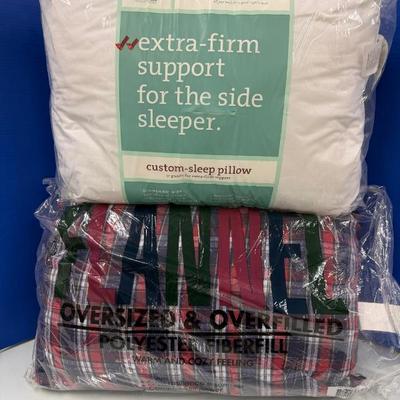 extra-firm
support
for the side
sleeper.
custom-sleep pillow
FLANNEL
OVERSIZED & OVERFILLED
POLYESTER FIBERFILL
WARM AND COZY FEELING